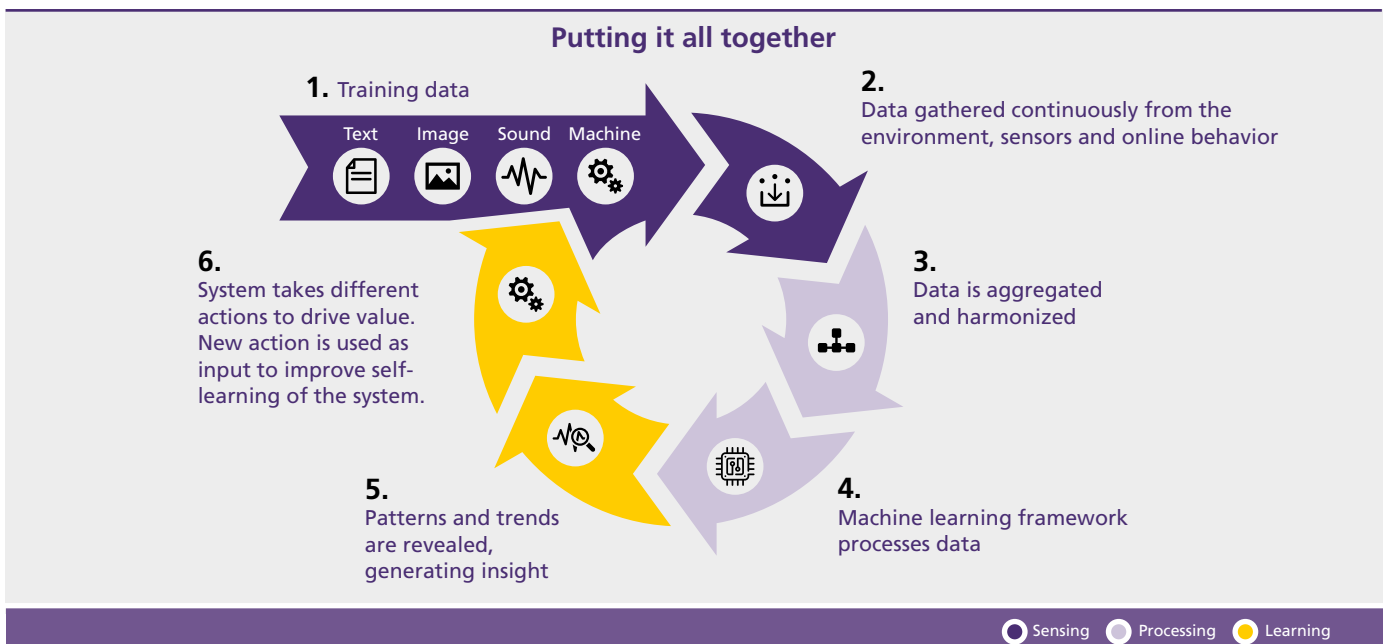 Putting it all together
1. Training data
Text Image Sound Machine
2.
Data gathered continuously from the
environment, sensors and online behavior
3.
Data is aggregated
and harmonized
4.
Machine learning framework
processes data
5.
Patterns and trends
are revealed,
generating insight
6.
System takes different
actions to drive value.
New action is used as
input to improve self-
learning of the system.
Sensing Processing Learning